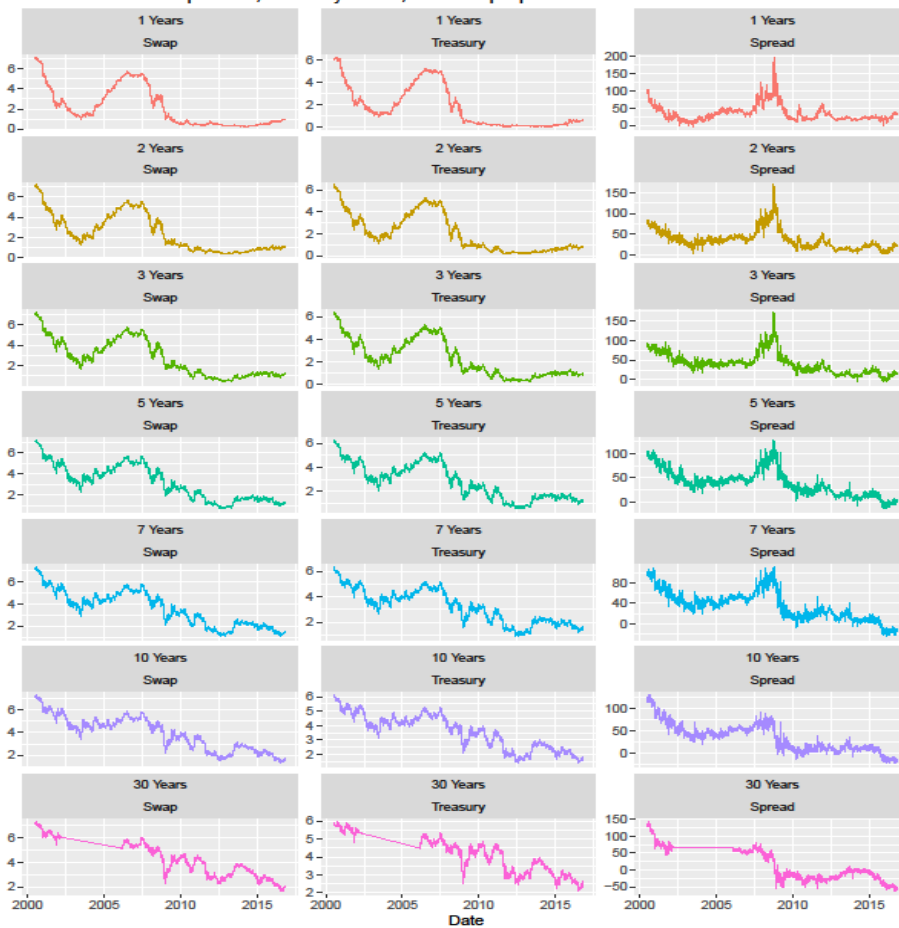 1 Years
Swap
6
4
2
0
1 Years
Treasury
6
4
2
0
1 Years
Spread
200
150
100
50
0
2 Years
Swap
6
4
2
0
2 Years
Treasury
6
4
2
0
2 Years
Spread
150
100
50
0
3 Years
Swap
6
4
2
3 Years
Treasury
6
4
2
0
3 Years
Spread
150
100
50
0
5 Years
Swap
6
4
2
5 Years
Treasury
6
4
2
5 Years
Spread
100
50
0
7 Years
Swap
6
4
2
7 Years
Treasury
6
4
2
7 Years
Spread
80
40
0
10 Years
Swap
6
4
2
10 Years
Treasury
6
5
4
3
2
10 Years
Spread
100
50
0
30 Years
Swap
6
4
2
30 Years
Treasury
6
5
4
3
2
30 Years
Spread
150
100
50
0
−50
2000 2005 2010 2015
2000 2005 2010 2015
2000 2005 2010 2015
Date